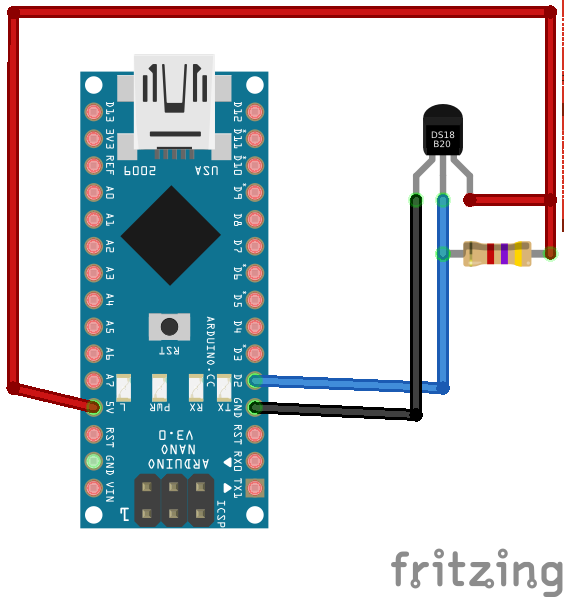 DS18
B20
USA
2009
D13
3V3
REF
A0
A1
A2
A3
A4
A5
A6
A7
5V
RST
GND
VIN
D12
D11
D10
D9
D8
D7
D6
D5
D4
D3
D2
GND
RST
RX0
TX1
RST
ARDUINO.CC
L
PWR
RX
TX
ARDUINO
NANO
V3.0
ICSP
1
fritzing